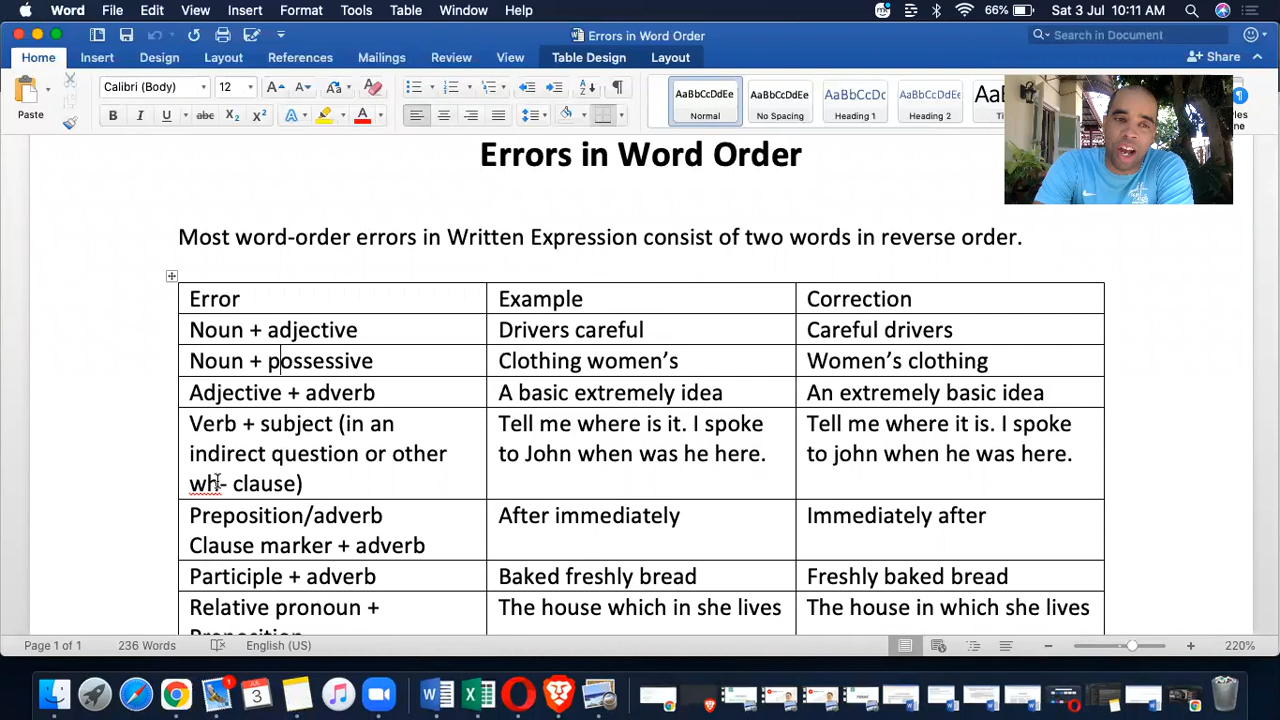 Word File Edit View Insert Format Tools Table Window Help 66% Sat 3 Jul 10:11 AM
Errors in Word Order Search in Document
Home Insert Design Layout References Mailings Review View Table Design Layout Share
Calibri (Body) 12
Paste
B I U abc X2 X2 A A
AaBbCcDdEe AaBbCcDdEe AaBbCcDc AaBbCcDdEe
Normal No Spacing Heading 1 Heading 2
Errors in Word Order
Most word-order errors in Written Expression consist of two words in reverse order.
Error Example Correction
Noun + adjective Drivers careful Careful drivers
Noun + possessive Clothing women’s Women’s clothing
Adjective + adverb A basic extremely idea An extremely basic idea
Verb + subject (in an Tell me where is it. I spoke Tell me where it is. I spoke
indirect question or other to John when was he here. to john when he was here.
wh- clause)
Preposition/adverb After immediately Immediately after
Clause marker + adverb
Participle + adverb Baked freshly bread Freshly baked bread
Relative pronoun + The house which in she lives The house in which she lives
Preposition
Page 1 of 1 236 Words English (US) 220%